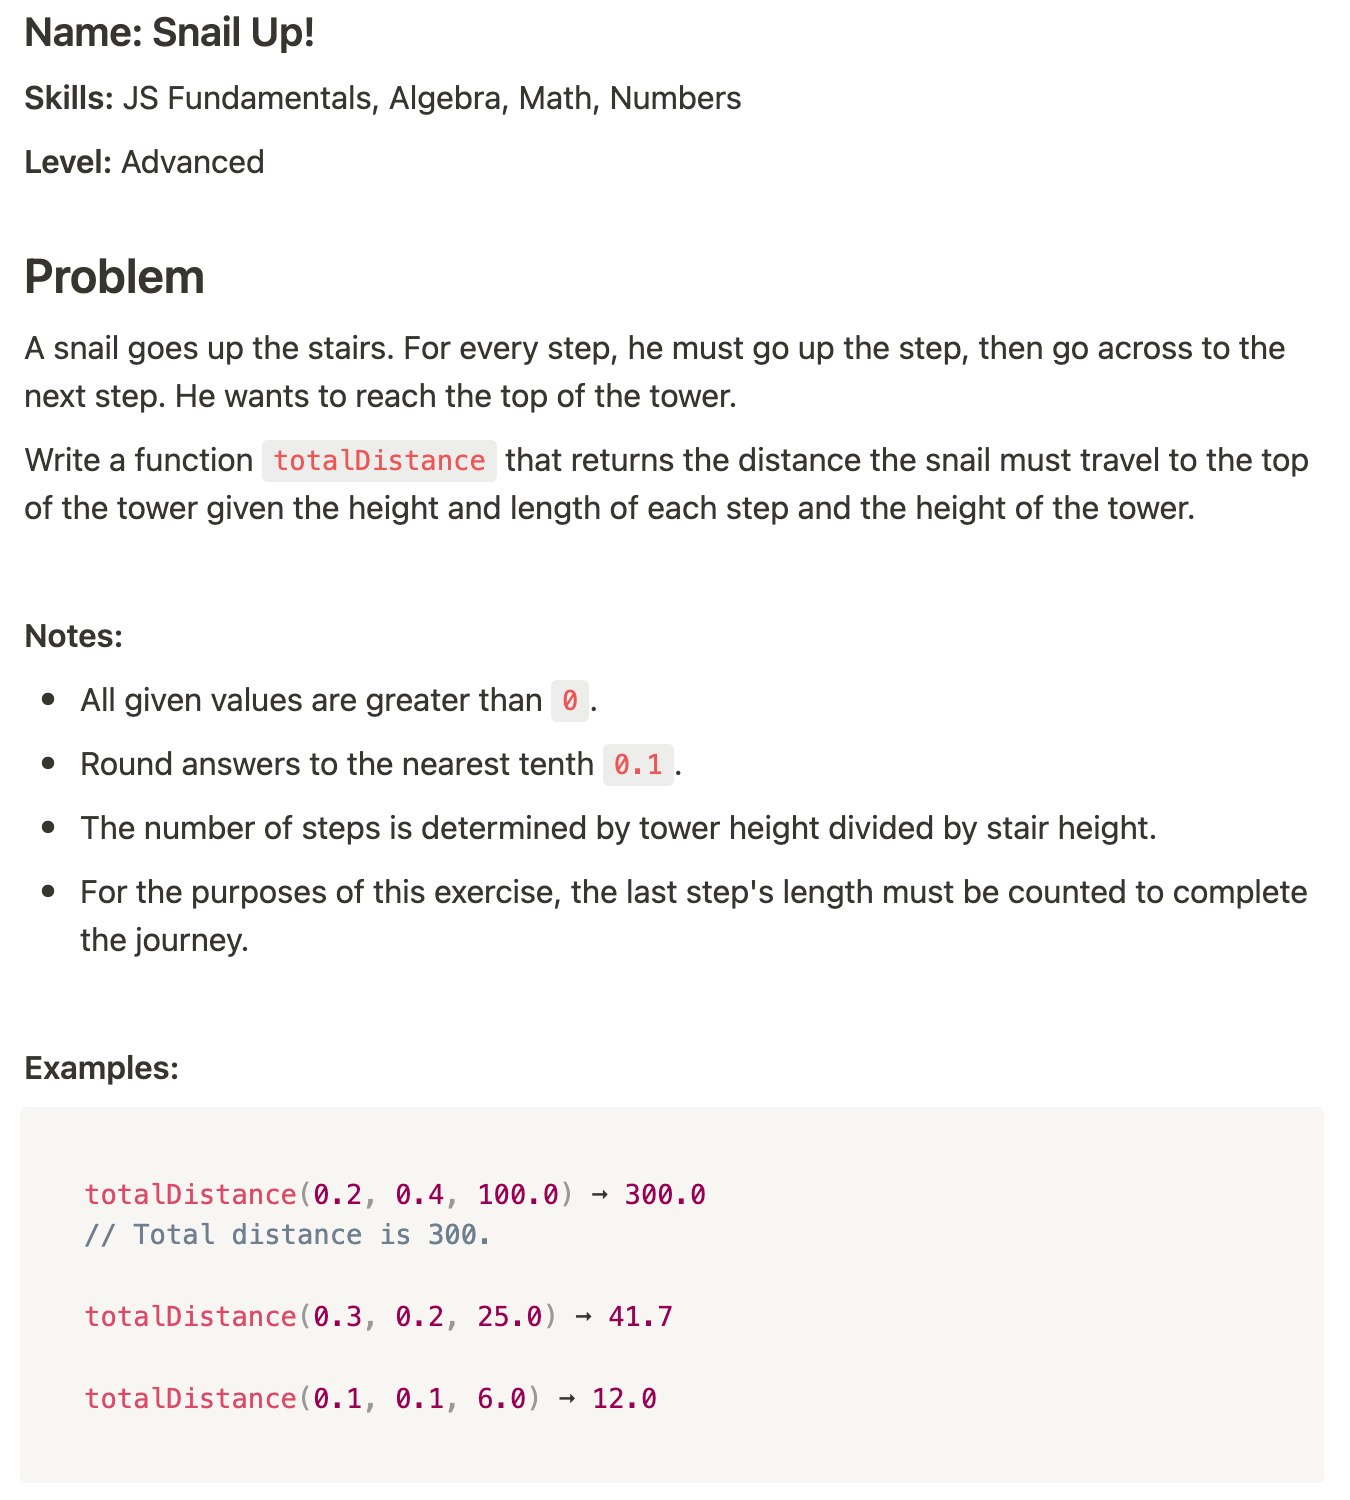 Name: Snail Up!
Skills: JS Fundamentals, Algebra, Math, Numbers
Level: Advanced
Problem
A snail goes up the stairs. For every step, he must go up the step, then go across to the
next step. He wants to reach the top of the tower.
Write a function totalDistance that returns the distance the snail must travel to the top
of the tower given the height and length of each step and the height of the tower.
Notes:
• All given values are greater than 0.
• Round answers to the nearest tenth 0.1.
• The number of steps is determined by tower height divided by stair height.
• For the purposes of this exercise, the last step's length must be counted to complete
the journey.
Examples:
totalDistance(0.2, 0.4, 100.0) → 300.0
// Total distance is 300.
totalDistance(0.3, 0.2, 25.0) → 41.7
totalDistance(0.1, 0.1, 6.0) → 12.0